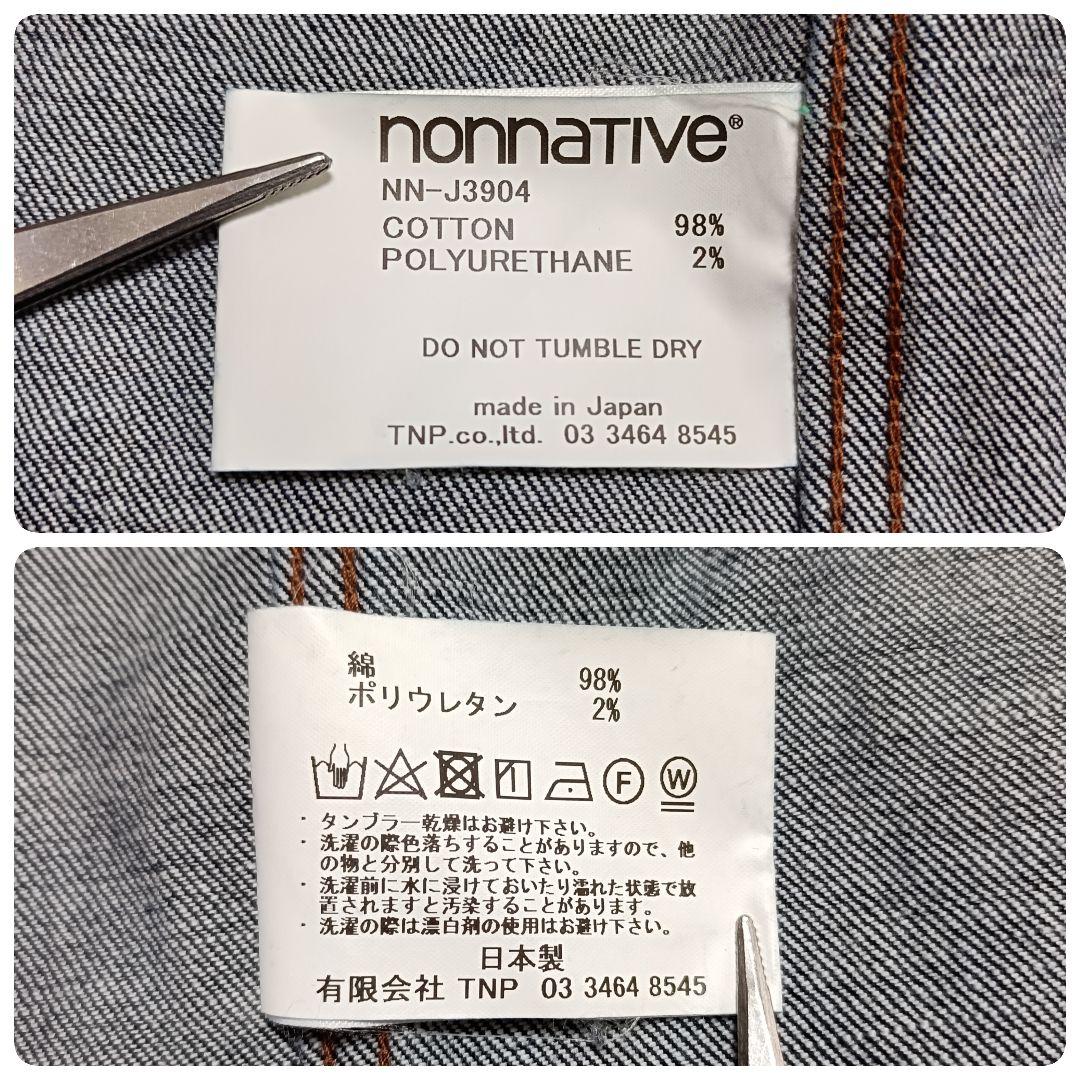 nonnative®
NN-J3904
COTTON 98%
POLYURETHANE 2%
DO NOT TUMBLE DRY
made in Japan
TNP.co.,ltd. 03 3464 8545
綿 98%
ポリウレタン 2%
F W
・タンブラー乾燥はお避け下さい。
・洗濯の際色落ちすることがありますので、他
の物と分別して洗って下さい。
・洗濯前に水に浸けておいたり濡れた状態で放
置されますと汚染することがあります。
・洗濯の際は漂白剤の使用はお避け下さい。
日本製
有限会社 TNP 03 3464 8545